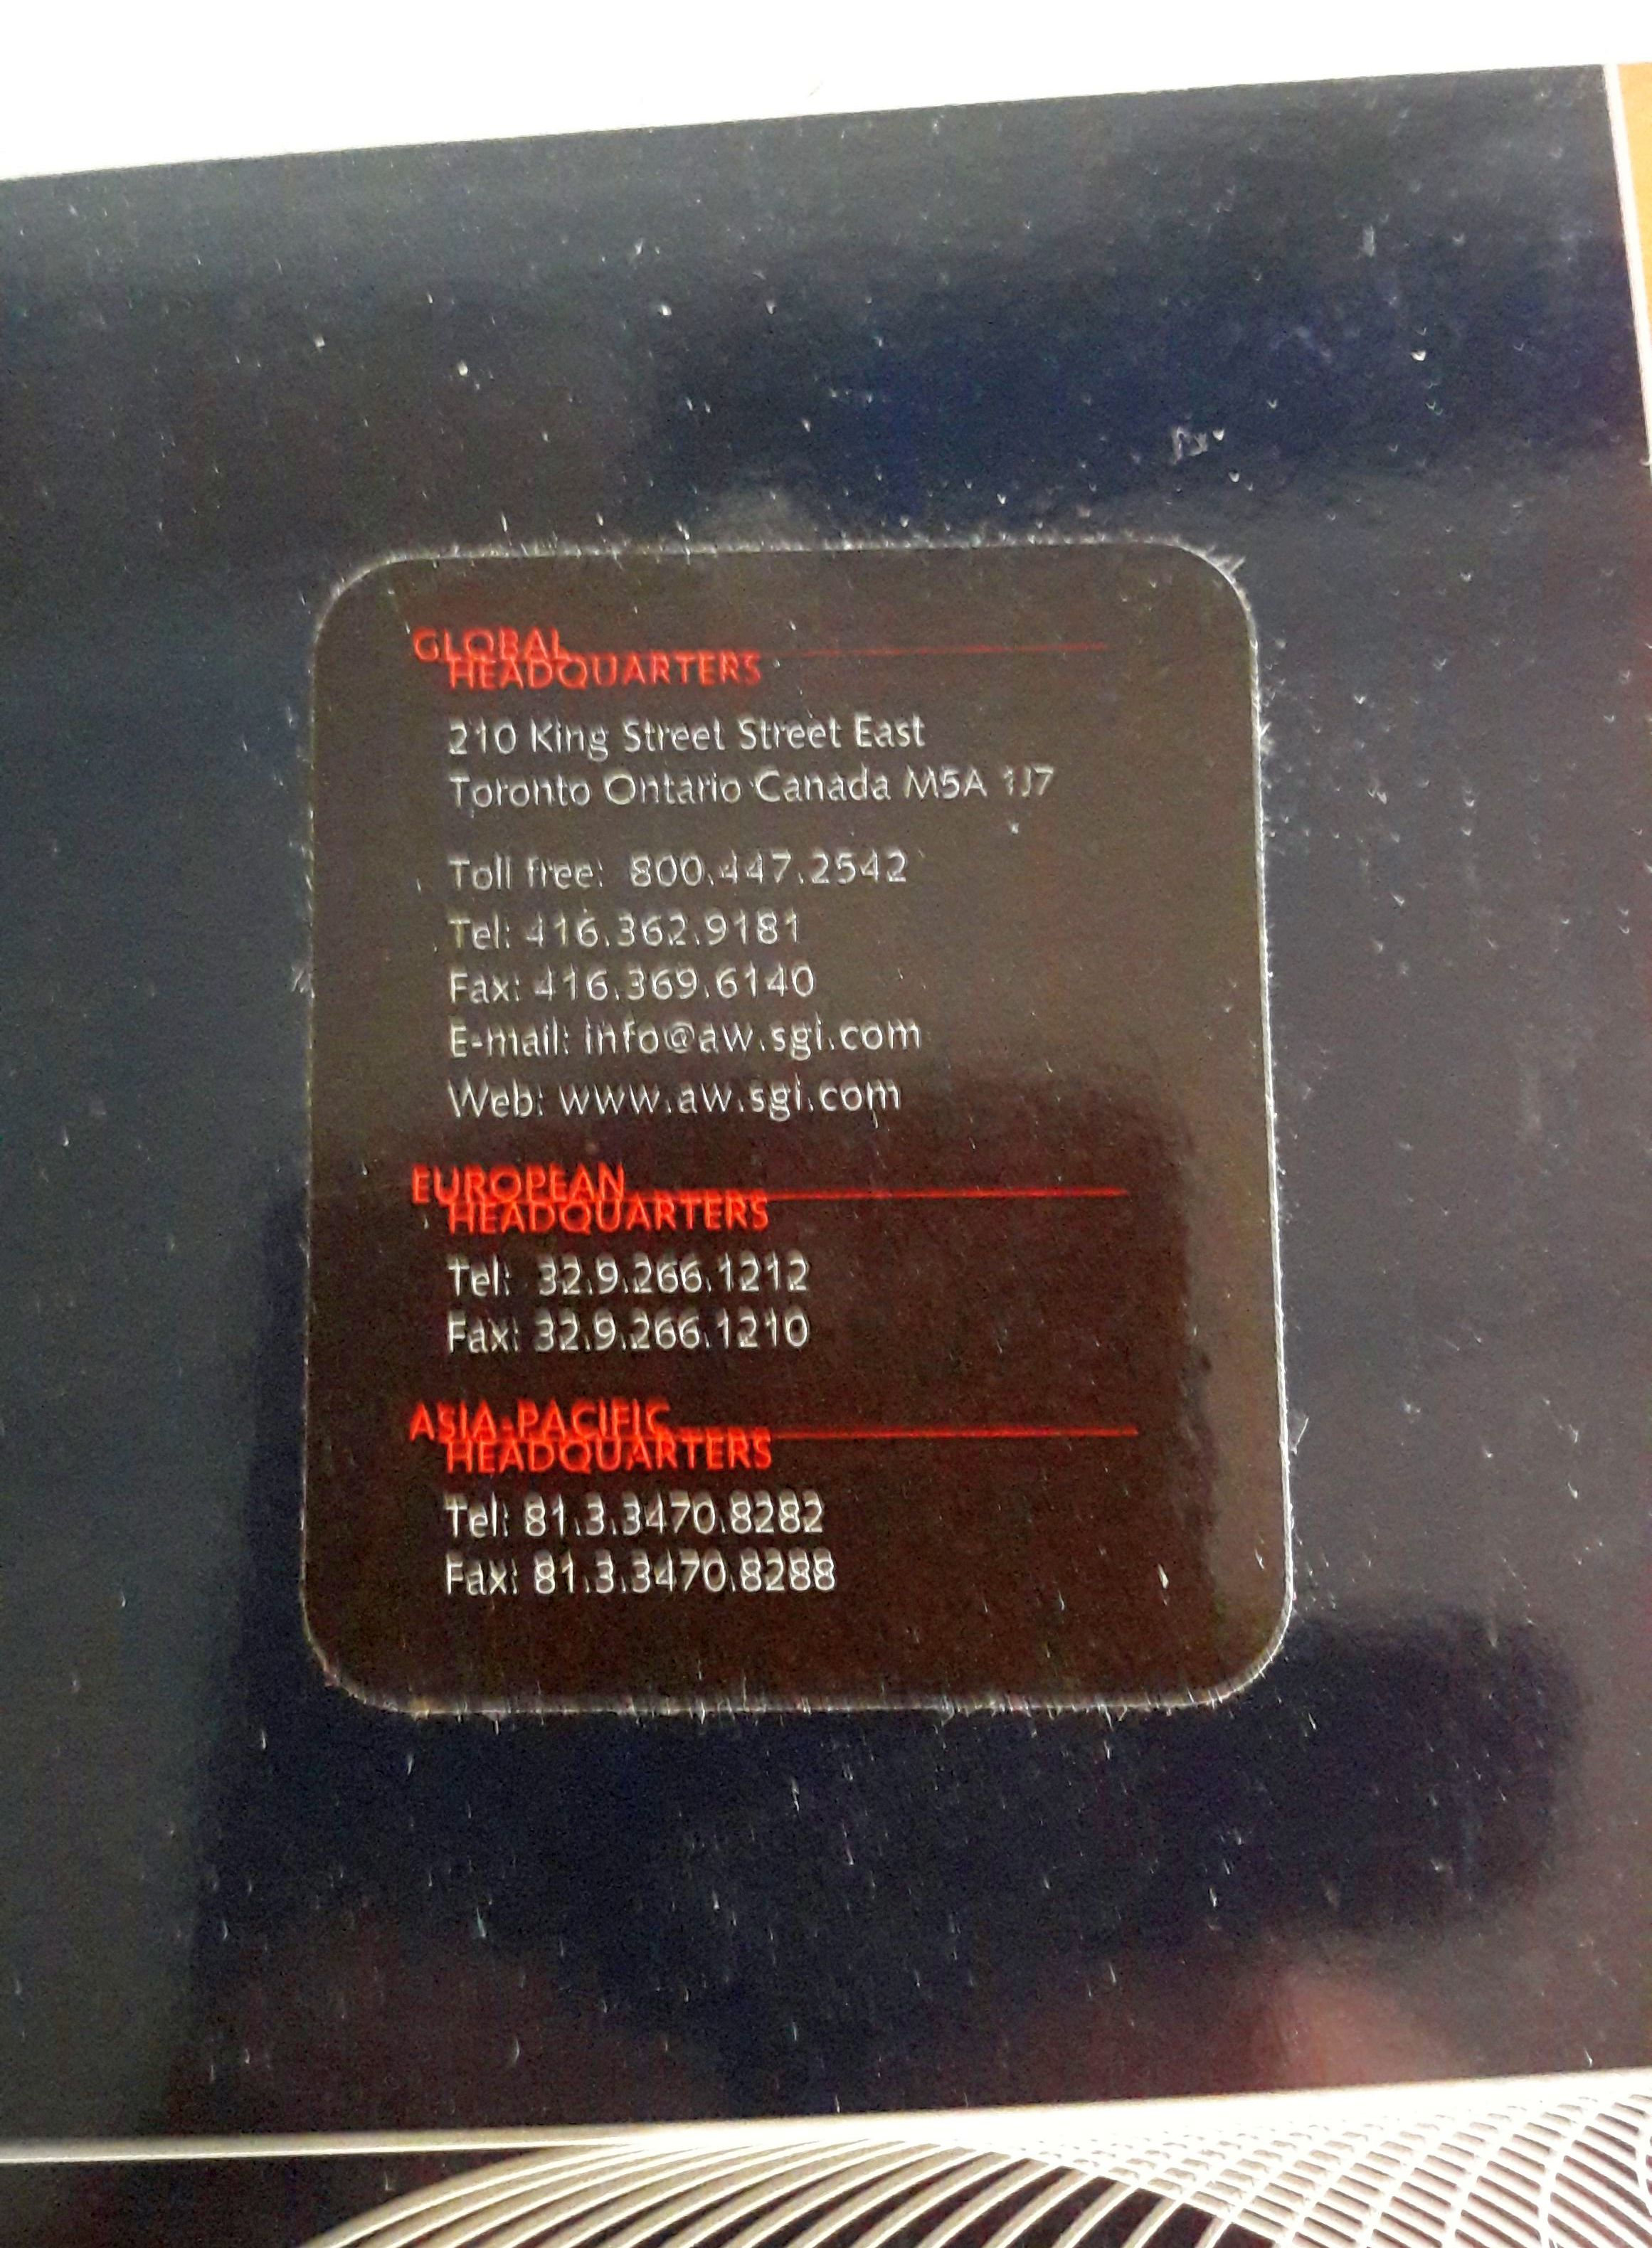 GLOBAL
HEADQUARTERS
210 King Street Street East
Toronto Ontario Canada M5A 1J7
Toll free: 800.447.2542
Tel: 416.362.9181
Fax: 416.369.6140
E-mail: info@aw.sgi.com
Web: www.aw.sgi.com
EUROPEAN
HEADQUARTERS
Tel: 32.9.266.1212
Fax: 32.9.266.1210
ASIA-PACIFIC
HEADQUARTERS
Tel: 81.3.3470.8282
Fax: 81.3.3470.8288